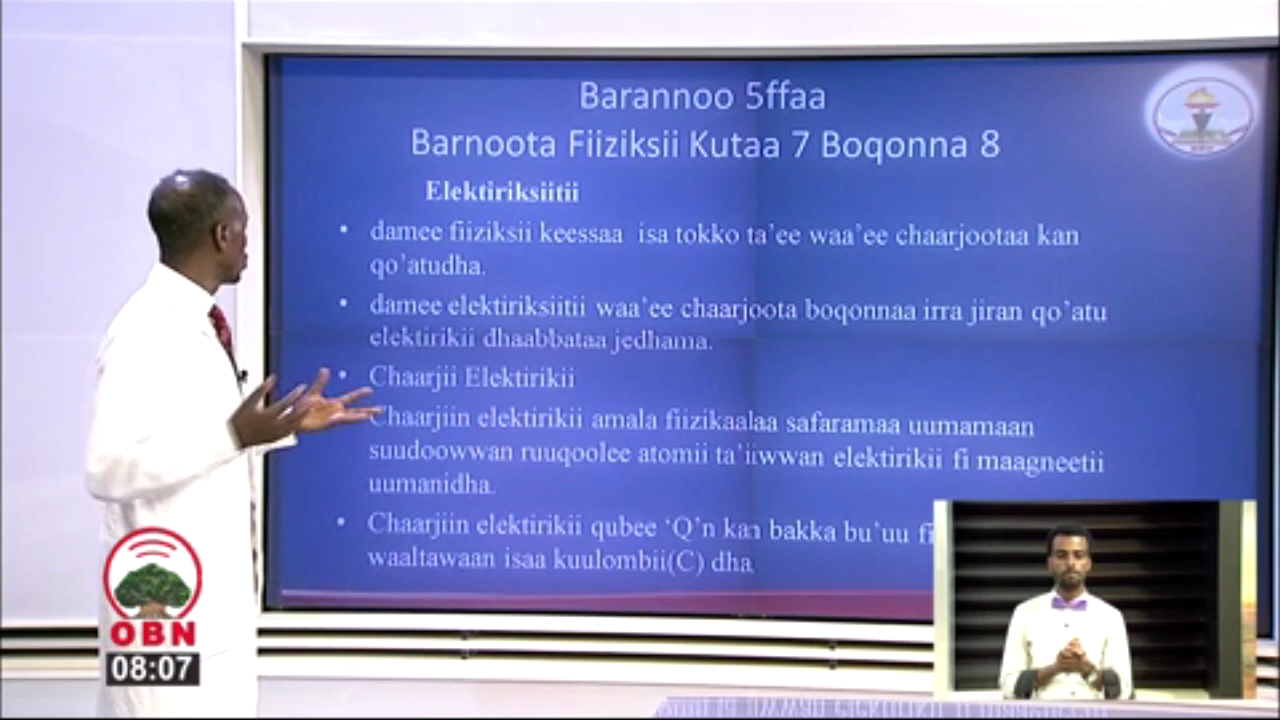 Barannoo 5ffaa
Barnoota Fiiziksii Kutaa 7 Boqonna 8
Elektiriksiitii
• damee fiiziksii keessaa isa tokko ta'ee waa'ee chaarjootaa kan
qo'atudha.
• damee elektiriksiitii waa'ee chaarjoota boqonnaa irra jiran qo'atu
elektirikii dhaabbataa jedhama.
• Chaarjii Elektirikii
Chaarjiin elektirikii amala fiizikaalaa safaramaa uumamaan
suudoowwan ruuqoolee atomii ta'iiwwan elektirikii fi maagneetii
uumanidha.
• Chaarjiin elektirikii qubee 'Q'n kan bakka bu'uu
waaltawaan isaa kuulombii(C) dha
OBN
08:07